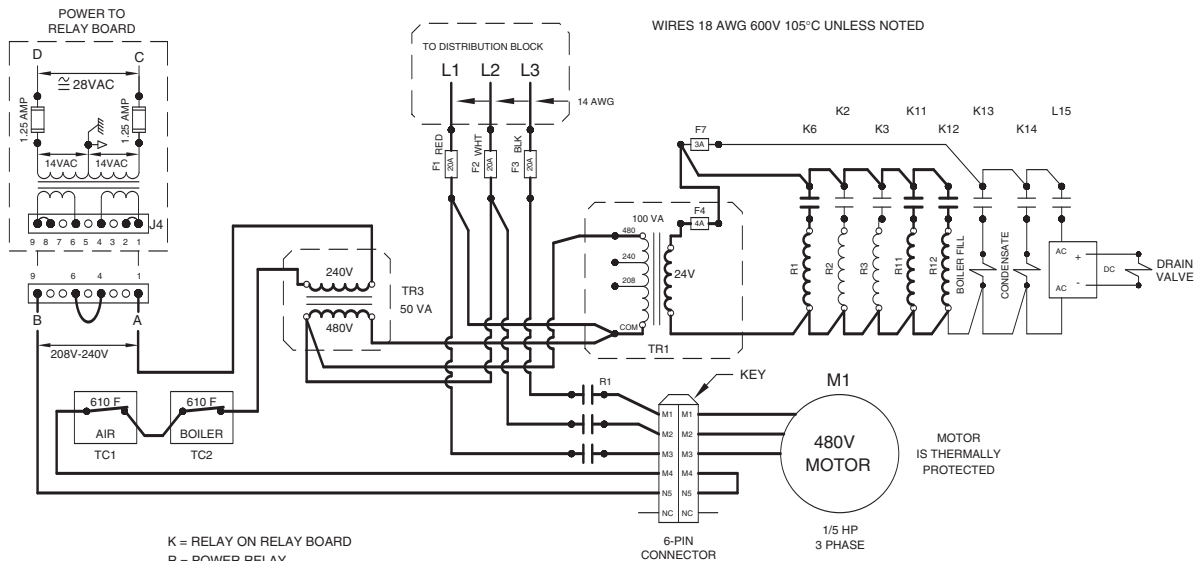 POWER TO
RELAY BOARD
WIRES 18 AWG 600V 105°C UNLESS NOTED
TO DISTRIBUTION BLOCK
D C
≃ 28VAC
L1 L2 L3
14 AWG
1.25 AMP 1.25 AMP
14VAC 14VAC
J4
9 8 7 6 5 4 3 2 1
9 6 4 1
B A
208V-240V
F1 RED 20A
F2 WHT 20A
F3 BLK 20A
F7
3A
F4
4A
K6 K2 K3 K11 K12 K13 K14 L15
100 VA
480
240
208
COM
24V
TR1
R1 R2 R3 R11 R12 BOILER FILL CONDENSATE
AC +
AC -
DC
DRAIN
VALVE
240V
480V
TR3
50 VA
610 F
AIR
TC1
610 F
BOILER
TC2
R1
KEY
M1 M1
M2 M2
M3 M3
M4 M4
N5 N5
NC NC
6-PIN
CONNECTOR
M1
480V
MOTOR
1/5 HP
3 PHASE
MOTOR
IS THERMALLY
PROTECTED
K = RELAY ON RELAY BOARD
R = POWER RELAY